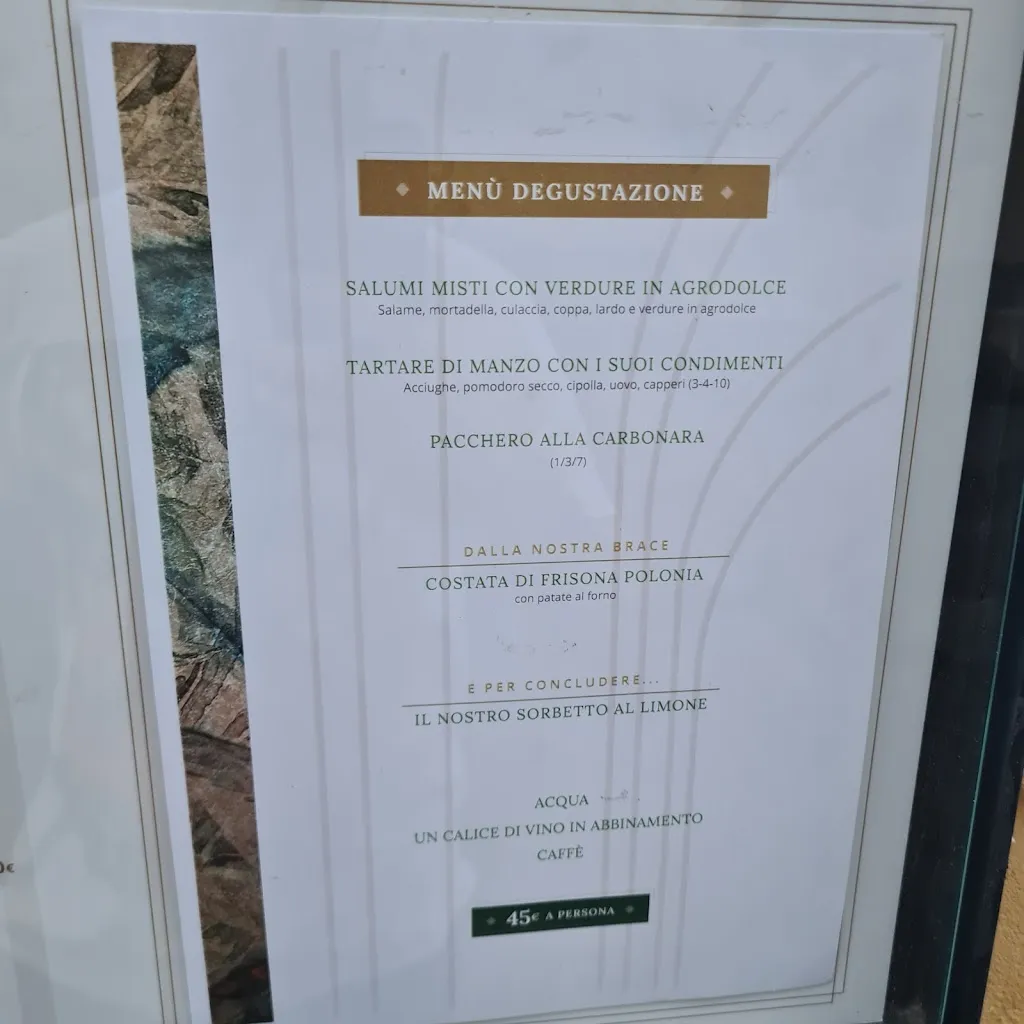 MENÙ DEGUSTAZIONE
SALUMI MISTI CON VERDURE IN AGRODOLCE
Salame, mortadella, culaccia, coppa, lardo e verdure in agrodolce
TARTARE DI MANZO CON I SUOI CONDIMENTI
Acciughe, pomodoro secco, cipolla, uovo, capperi (3-4-10)
PACCHERO ALLA CARBONARA
(1/3/7)
DALLA NOSTRA BRACE
COSTATA DI FRISONA POLONIA
con patate al forno
E PER CONCLUDERE...
IL NOSTRO SORBETTO AL LIMONE
ACQUA
UN CALICE DI VINO IN ABBINAMENTO
CAFFÈ
45€ A PERSONA